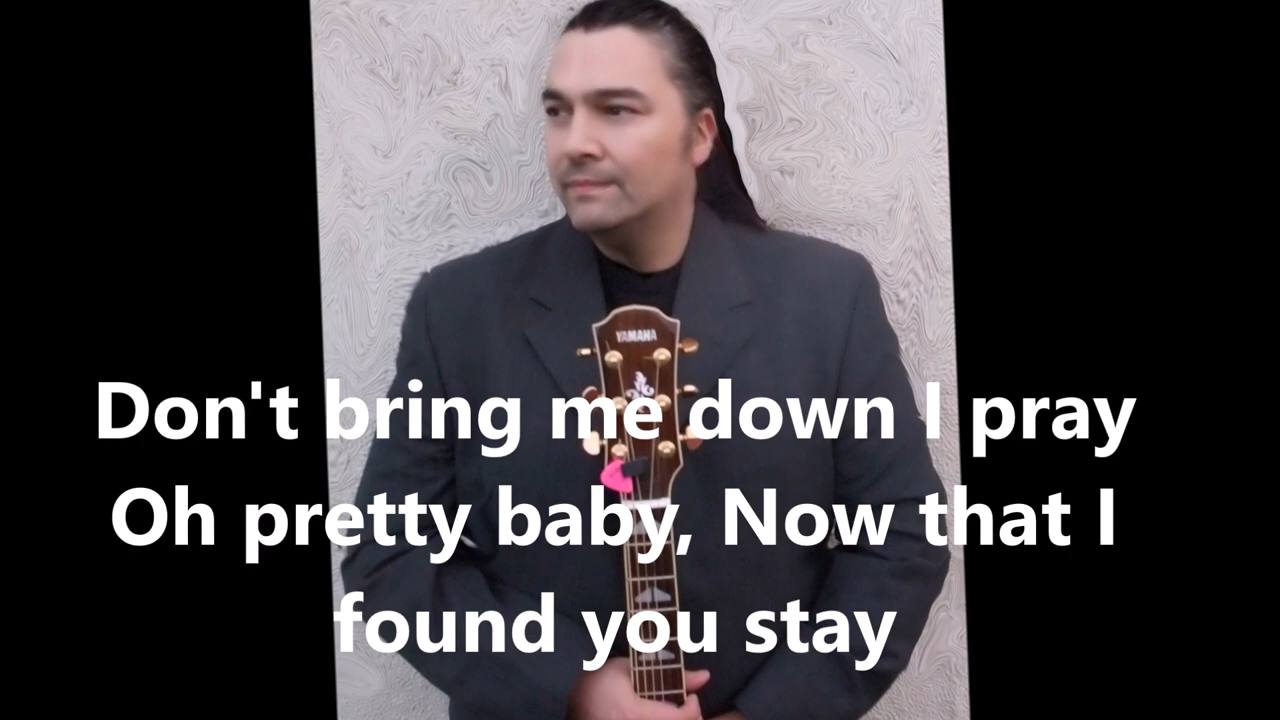 YAMAHA
Don't bring me down I pray
Oh pretty baby, Now that I
found you stay